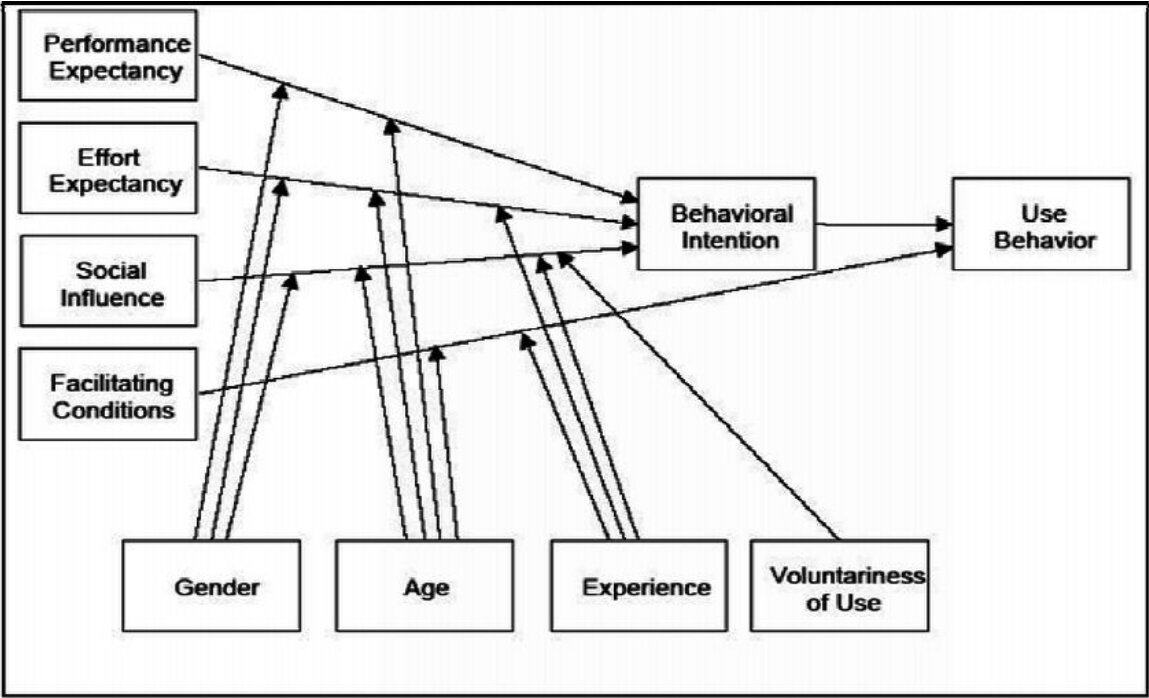 Performance
Expectancy
Effort
Expectancy
Social
Influence
Facilitating
Conditions
Behavioral
Intention
Use
Behavior
Gender
Age
Experience
Voluntariness
of Use